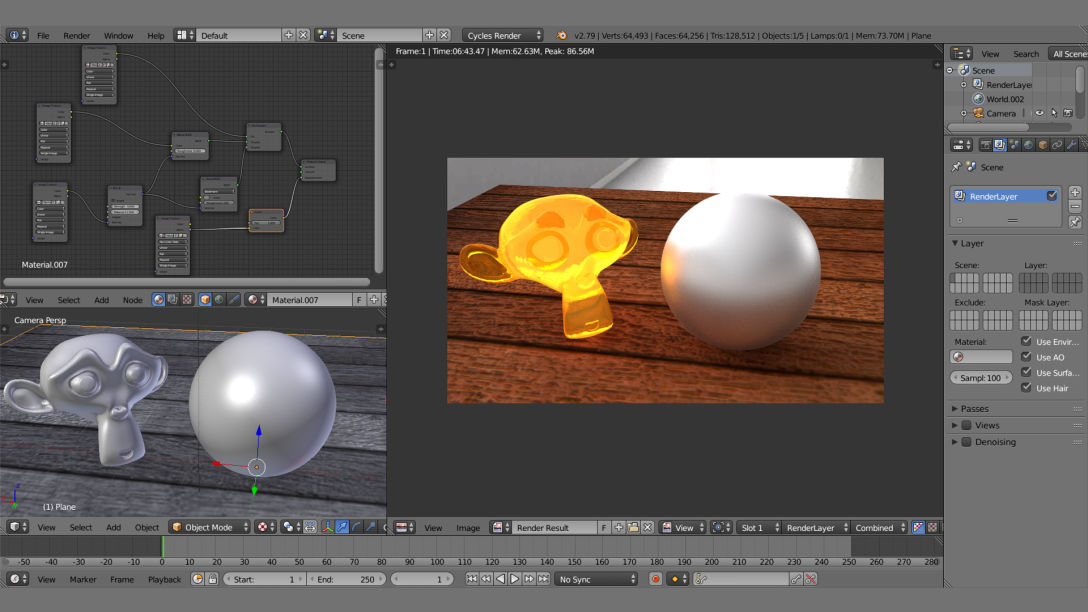 File Render Window Help Default Scene Cycles Render v2.79 | Verts:64,493 | Faces:64,256 | Tris:128,512 | Objects:1/5 | Lamps:0/1 | Mem:73.70M | Plane
Frame:1 | Time:06:43.47 | Mem:62.63M, Peak: 86.56M
View Search All Scene
Scene
RenderLaye
World.002
Camera
Scene
RenderLayer
Layer
Scene: Layer:
Exclude: Mask Layer:
Material: Use Envir
Use AO
Sampl: 100 Use Surfa
Use Hair
Passes
Views
Denoising
Material.007
View Select Add Node Material.007 F
Camera Persp
(1) Plane
View Select Add Object Object Mode
View Image Render Result F View Slot 1 RenderLayer Combined
-50 -40 -30 -20 -10 0 10 20 30 40 50 60 70 80 90 100 110 120 130 140 150 160 170 180 190 200 210 220 230 240 250 260 270 280
View Marker Frame Playback Start: 1 End: 250 1 No Sync